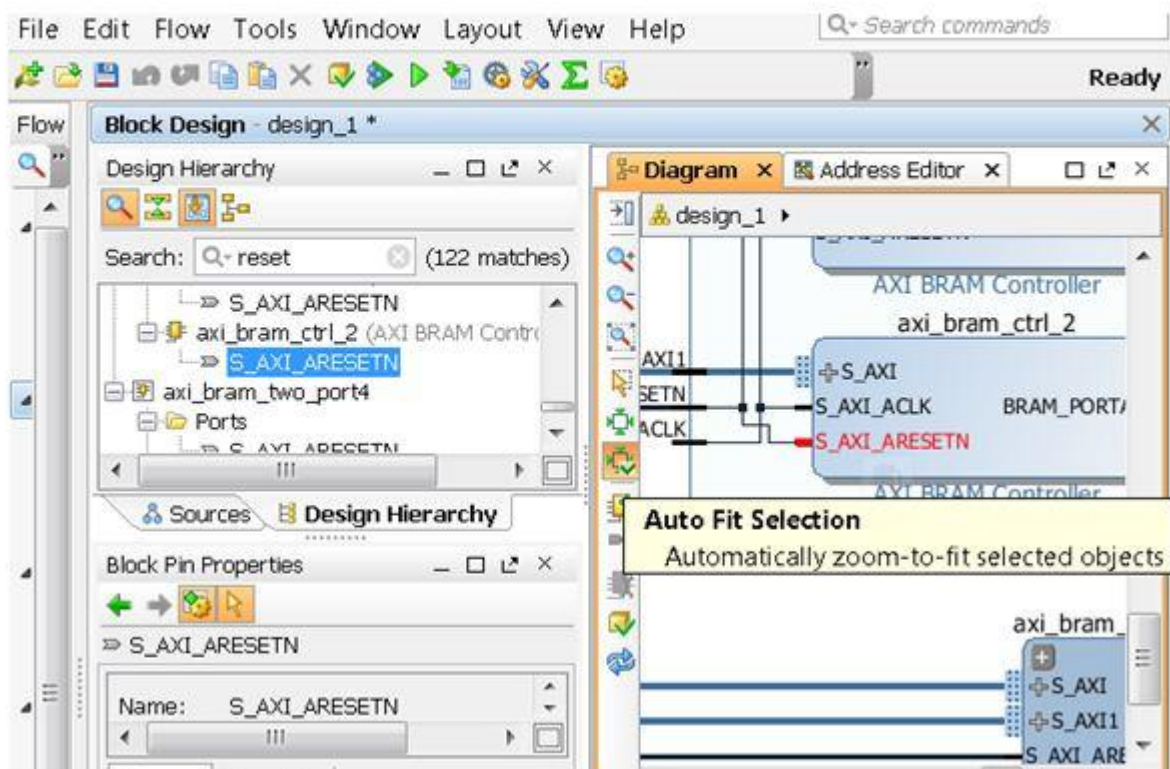 File Edit Flow Tools Window Layout View Help
Search commands
Ready
Flow
Block Design - design_1 *
Design Hierarchy
Search: reset (122 matches)
S_AXI_ARESETN
axi_bram_ctrl_2 (AXI BRAM Contr
S_AXI_ARESETN
axi_bram_two_port4
Ports
S_AXI_ARESETN
Sources
Design Hierarchy
Block Pin Properties
S_AXI_ARESETN
Name: S_AXI_ARESETN
Diagram
Address Editor
design_1
AXI BRAM Controller
axi_bram_ctrl_2
AXI1
S_AXI
SETN
S_AXI_ACLK BRAM_PORTA
ACLK
S_AXI_ARESETN
AXI BRAM Controller
Auto Fit Selection
Automatically zoom-to-fit selected objects
axi_bram_
S_AXI
S_AXI1
S_AXI_ARE